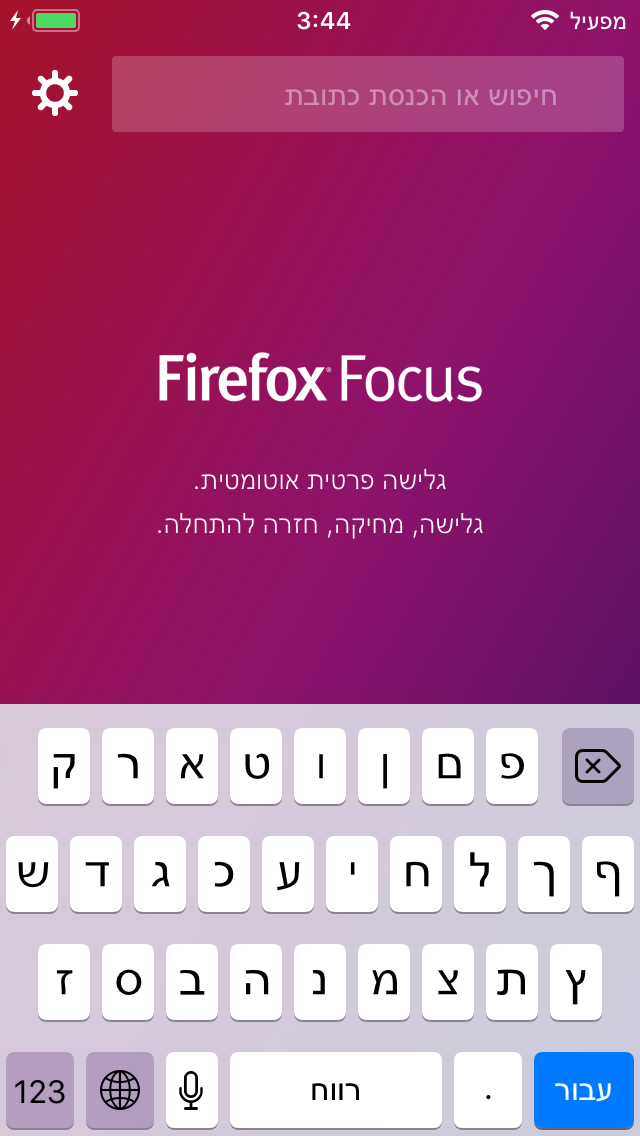 3:44
מפעיל
חיפוש או הכנסת כתובת
Firefox® Focus
גלישה פרטית אוטומטית.
גלישה, מחיקה, חזרה להתחלה.
ק ר א ט ו ן ם פ
ש ד ג כ ע י ח ל ך ף
ז ס ב ה נ מ צ ת ץ
123 רווח . עבור